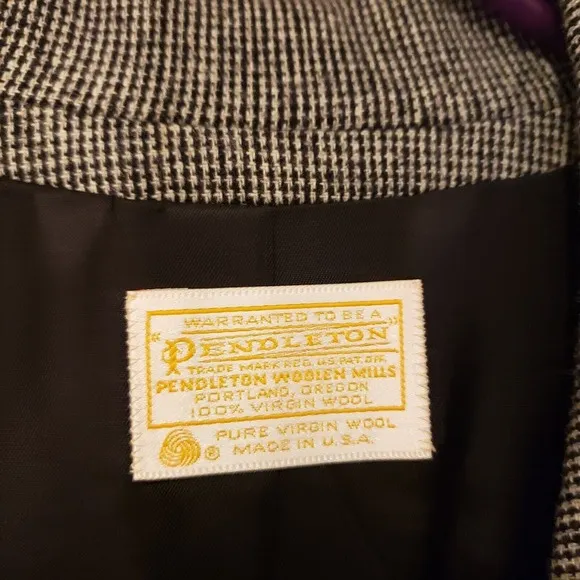 WARRANTED TO BE A
"PENDLETON"
TRADE MARK REG. U.S. PAT. OFF.
PENDLETON WOOLEN MILLS
PORTLAND, OREGON
100% VIRGIN WOOL
® PURE VIRGIN WOOL
MADE IN U.S.A.